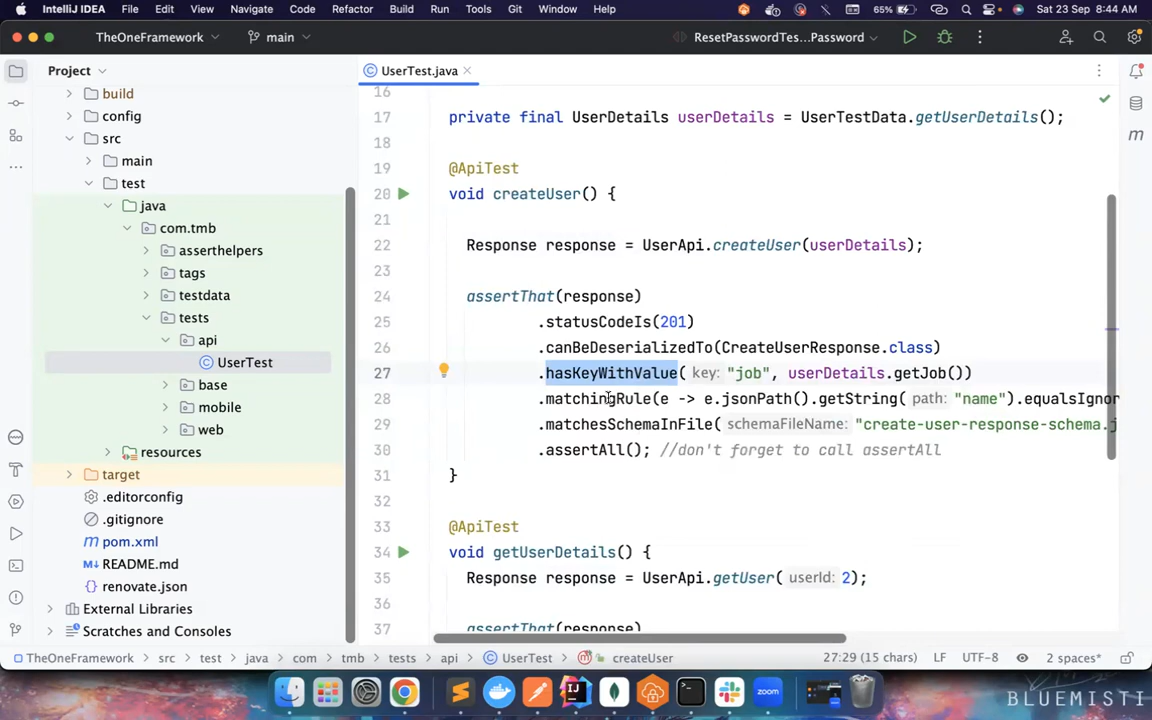 IntelliJ IDEA File Edit View Navigate Code Refactor Build Run Tools Git Window Help 65% Sat 23 Sep 8:44 AM
TheOneFramework main ResetPasswordTes...Password
Project UserTest.java
build 16
config 17 private final UserDetails userDetails = UserTestData.getUserDetails();
src 18
main 19 @ApiTest
test 20 void createUser() {
java 21
com.tmb 22 Response response = UserApi.createUser(userDetails);
asserthelpers 23
tags 24 assertThat(response)
testdata 25 .statusCodeIs(201)
tests 26 .canBeDeserializedTo(CreateUserResponse.class)
api
UserTest 27 .hasKeyWithValue( key: "job", userDetails.getJob())
base 28 .matchingRule(e -> e.jsonPath().getString( path: "name").equalsIgnor
mobile
web 29 .matchesSchemaInFile( schemaFileName: "create-user-response-schema.j
resources 30 .assertAll(); //don't forget to call assertAll
target 31 }
.editorconfig 32
.gitignore 33 @ApiTest
pom.xml 34 void getUserDetails() {
README.md 35 Response response = UserApi.getUser( userId: 2);
renovate.json 36
External Libraries 37 assertThat(response)
Scratches and Consoles
TheOneFramework > src > test > java > com > tmb > tests > api > UserTest > createUser 27:29 (15 chars) LF UTF-8 2 spaces*
BLUEMISTI